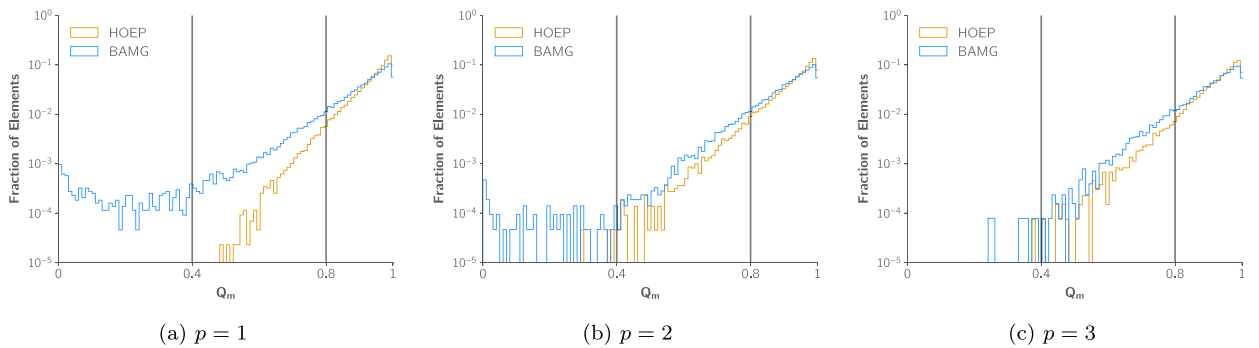 10^0
10^-1
10^-2
10^-3
10^-4
10^-5
Fraction of Elements
HOEP
BAMG
0 0.4 0.8 1
Q_m
(a) p = 1
10^0
10^-1
10^-2
10^-3
10^-4
10^-5
Fraction of Elements
HOEP
BAMG
0 0.4 0.8 1
Q_m
(b) p = 2
10^0
10^-1
10^-2
10^-3
10^-4
10^-5
Fraction of Elements
HOEP
BAMG
0 0.4 0.8 1
Q_m
(c) p = 3